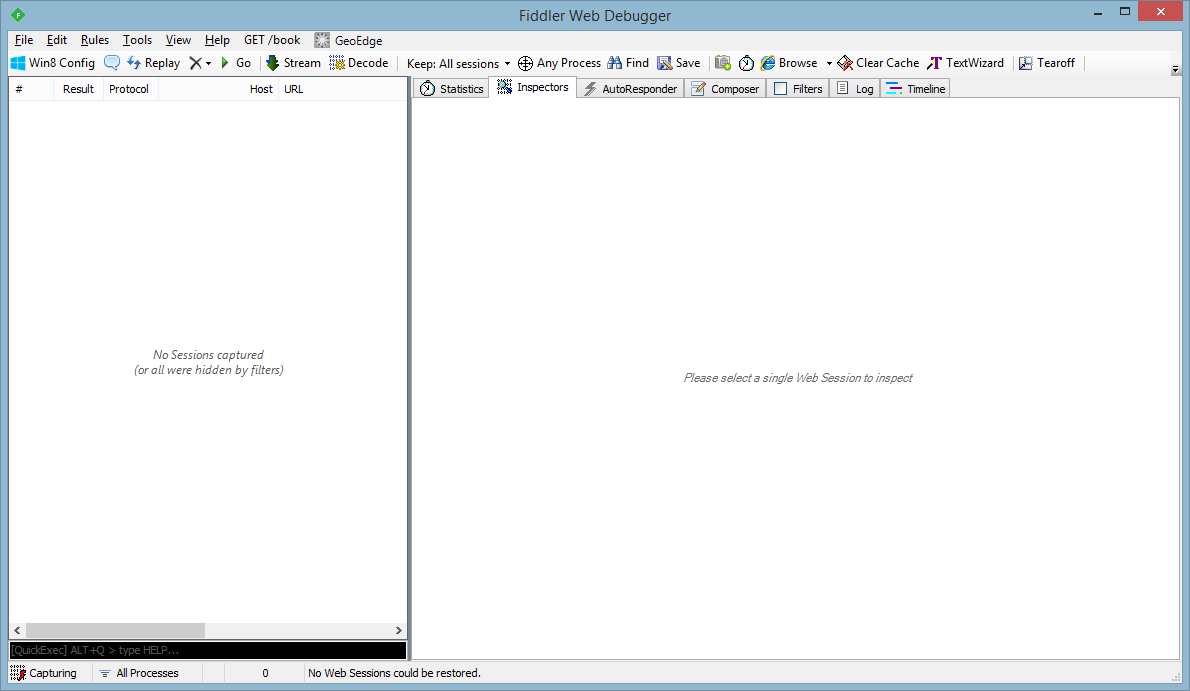 Fiddler Web Debugger
File Edit Rules Tools View Help GET /book GeoEdge
Win8 Config Replay Go Stream Decode Keep: All sessions Any Process Find Save Browse Clear Cache TextWizard Tearoff
# Result Protocol Host URL
Statistics Inspectors AutoResponder Composer Filters Log Timeline
No Sessions captured
(or all were hidden by filters)
Please select a single Web Session to inspect
[QuickExec] ALT+Q > type HELP...
Capturing All Processes 0 No Web Sessions could be restored.